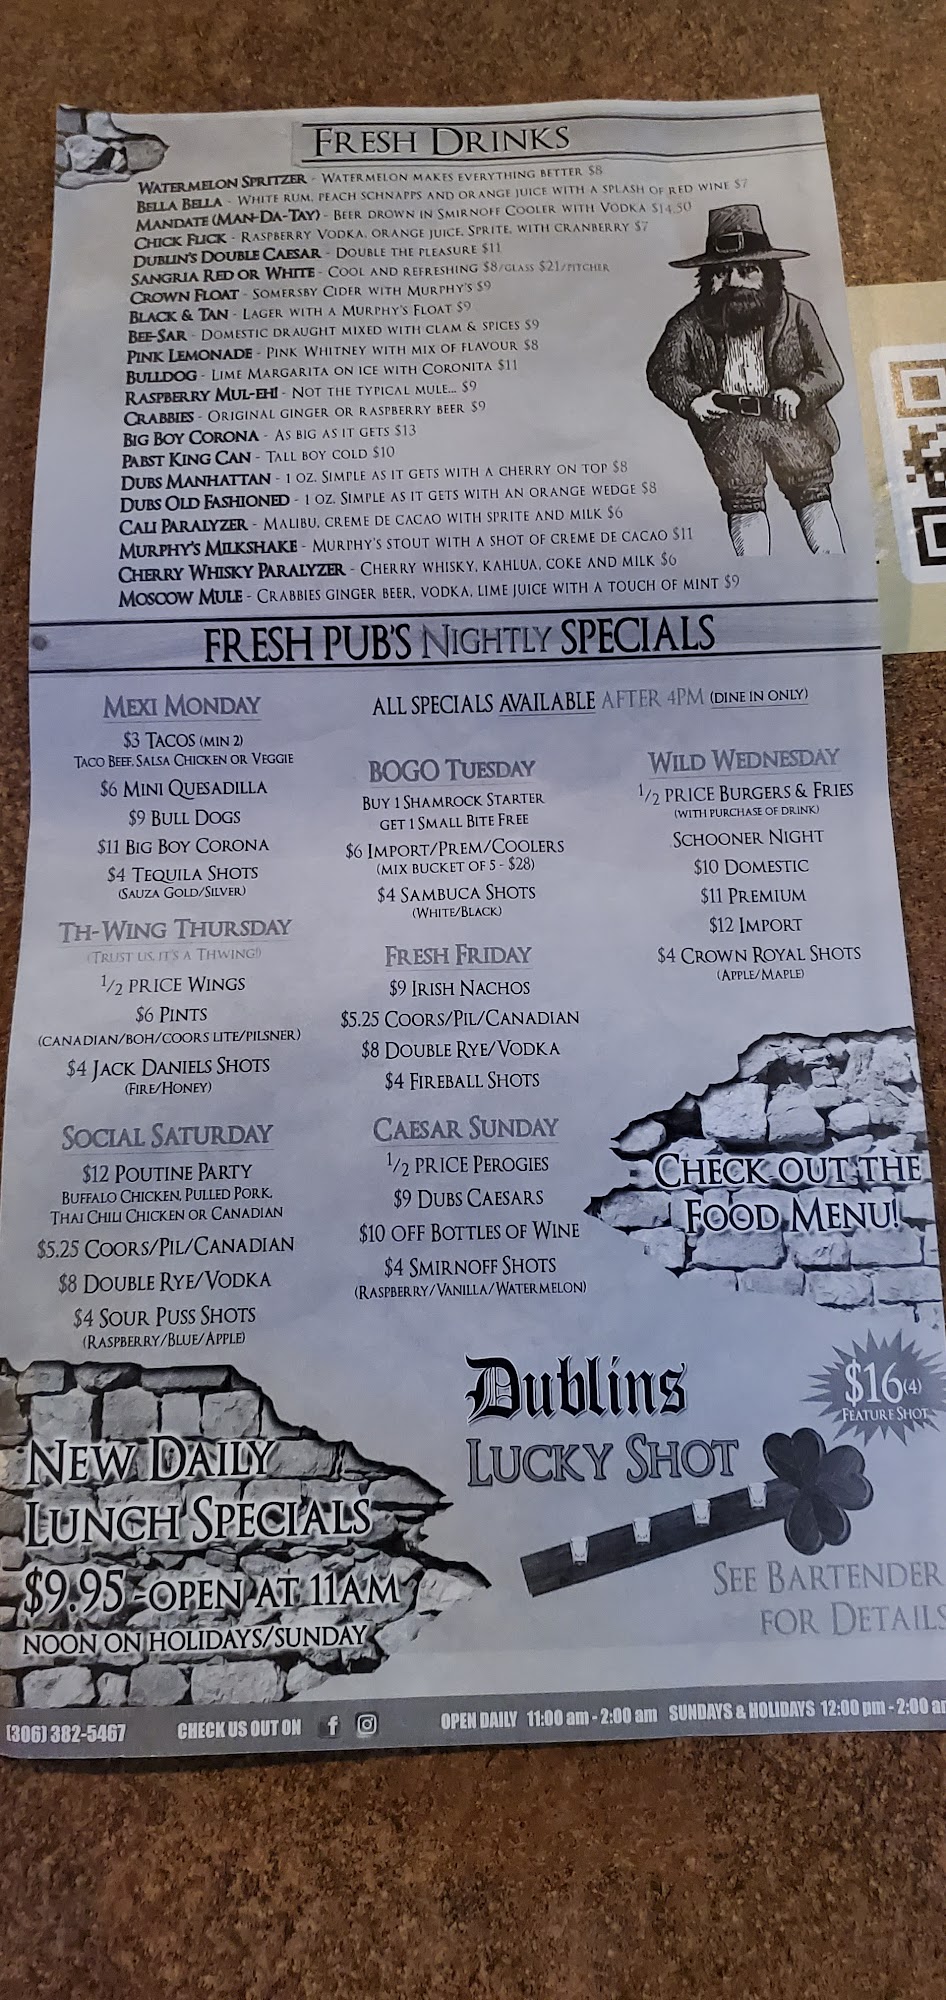 Fresh Drinks
Watermelon Spritzer - Watermelon makes everything better $8
Bella Bella - White rum, peach schnapps and orange juice with a splash of red wine $7
Mandate (Man-Da-Tay) - Beer drown in Smirnoff Cooler with Vodka $14.50
Chick Flick - Raspberry Vodka, orange juice, Sprite, with cranberry $7
Dublin's Double Caesar - Double the pleasure $11
Sangria Red or White - Cool and refreshing $8/glass $21/pitcher
Crown Float - Somersby Cider with Murphy's $9
Black & Tan - Lager with a Murphy's Float $9
Bee-Sar - Domestic draught mixed with clam & spices $9
Pink Lemonade - Pink Whitney with mix of flavour $8
Bulldog - Lime Margarita on ice with Coronita $11
Raspberry Mul-eh! - Not the typical mule... $9
Crabbies - Original ginger or raspberry beer $9
Big Boy Corona - As big as it gets $13
Pabst King Can - Tall boy cold $10
Dubs Manhattan - 1 oz. Simple as it gets with a cherry on top $8
Dubs Old Fashioned - 1 oz. Simple as it gets with an orange wedge $8
Cali Paralyzer - Malibu, creme de cacao with Sprite and milk $6
Murphy's Milkshake - Murphy's stout with a shot of creme de cacao $11
Cherry Whisky Paralyzer - Cherry whisky, Kahlua, Coke and milk $6
Moscow Mule - Crabbies ginger beer, vodka, lime juice with a touch of mint $9
FRESH PUB'S Nightly SPECIALS
ALL SPECIALS AVAILABLE AFTER 4PM (DINE IN ONLY)
Mexi Monday
$3 Tacos (min 2)
Taco Beef, Salsa Chicken or Veggie
$6 Mini Quesadilla
$9 Bull Dogs
$11 Big Boy Corona
$4 Tequila Shots
(Sauza Gold/Silver)
BOGO Tuesday
Buy 1 Shamrock Starter
get 1 Small Bite Free
$6 Import/Prem/Coolers
(Mix Bucket of 5 - $28)
$4 Sambuca Shots
(White/Black)
Wild Wednesday
1/2 price Burgers & Fries
(with purchase of drink)
Schooner Night
$10 Domestic
$11 Premium
$12 Import
$4 Crown Royal Shots
(Apple/Maple)
Th-Wing Thursday
(Trust us, it's a Thwing!)
1/2 price Wings
$6 Pints
(Canadian/Boh/Coors Lite/Pilsner)
$4 Jack Daniels Shots
(Fire/Honey)
Fresh Friday
$9 Irish Nachos
$5.25 Coors/Pil/Canadian
$8 Double Rye/Vodka
$4 Fireball Shots
Social Saturday
$12 Poutine Party
Buffalo Chicken, Pulled Pork,
Thai Chili Chicken or Canadian
$5.25 Coors/Pil/Canadian
$8 Double Rye/Vodka
$4 Sour Puss Shots
(Raspberry/Blue/Apple)
Caesar Sunday
1/2 price Perogies
$9 Dubs Caesars
$10 off Bottles of Wine
$4 Smirnoff Shots
(Raspberry/Vanilla/Watermelon)
Check out the
Food Menu!
New Daily
Lunch Specials
$9.95 -open at 11am
noon on holidays/sunday
Dublins
Lucky Shot
$16(4)
Feature Shot
See Bartender
for Details
(306) 382-5467
CHECK US OUT ON
OPEN DAILY 11:00 am - 2:00 am SUNDAYS & HOLIDAYS 12:00 pm - 2:00 a